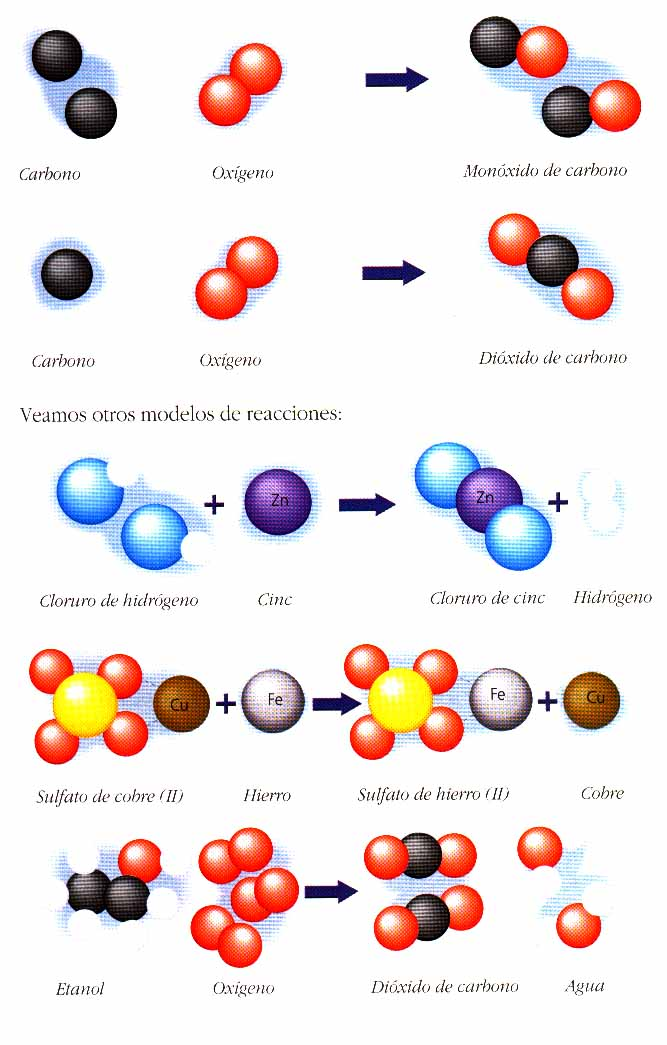 Carbono Oxígeno Monóxido de carbono
Carbono Oxígeno Dióxido de carbono
Veamos otros modelos de reacciones:
+ Zn Zn +
Cloruro de hidrógeno Cinc Cloruro de cinc Hidrógeno
Cu + Fe Fe + Cu
Sulfato de cobre (II) Hierro Sulfato de hierro (II) Cobre
Etanol Oxígeno Dióxido de carbono Agua